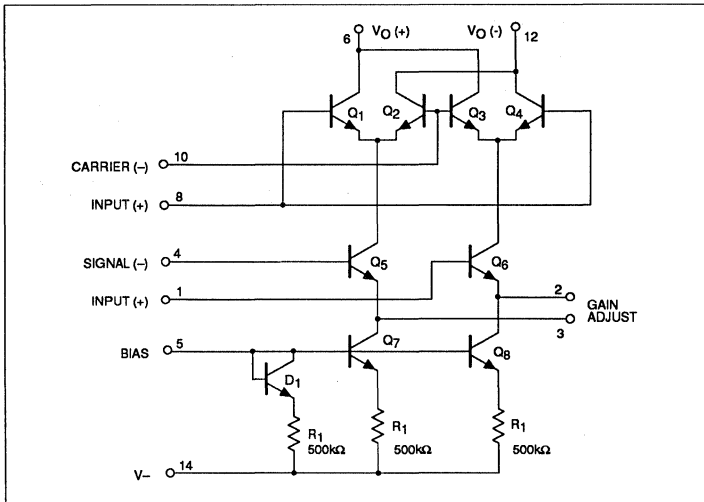 6 VO (+) VO (-) 12
Q1 Q2 Q3 Q4
CARRIER (-) 10
INPUT (+) 8
SIGNAL (-) 4 Q5 Q6
INPUT (+) 1
2 GAIN
ADJUST
3
BIAS 5 Q7 Q8
D1
R1 R1 R1
500kΩ 500kΩ 500kΩ
V- 14